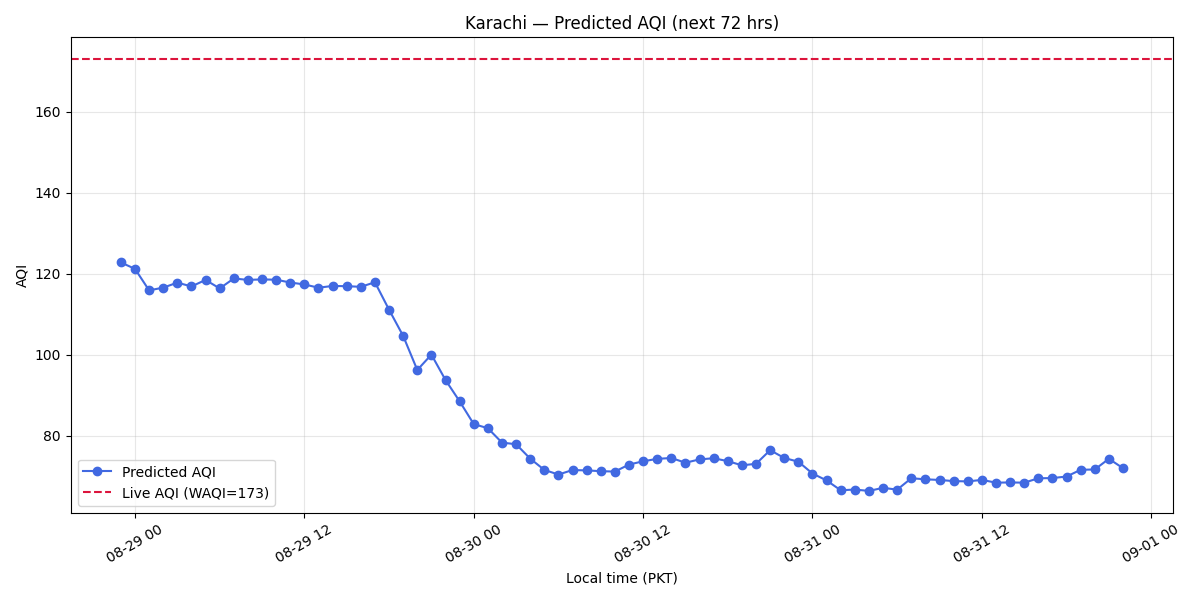 Karachi — Predicted AQI (next 72 hrs)
AQI
160
140
120
100
80
Predicted AQI
Live AQI (WAQI=173)
08-29 00
08-29 12
08-30 00
08-30 12
08-31 00
08-31 12
09-01 00
Local time (PKT)